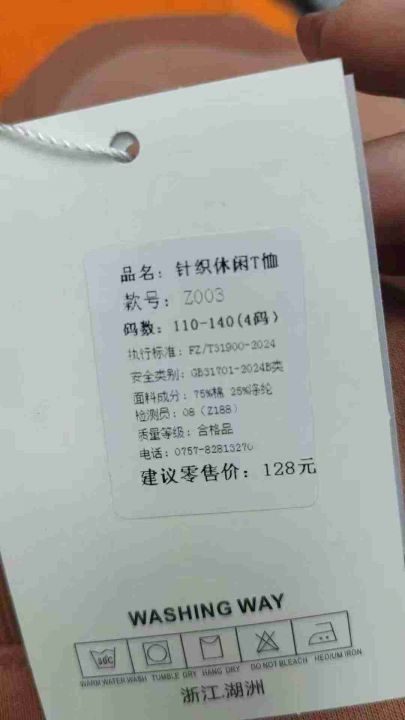 品名：针织休闲T恤
款号：Z003
码数：110-140(4码)
执行标准：FZ/T31900-2024
安全类别：GB31701-2024B类
面料成分：75%棉 25%涤纶
检测员：08（Z188）
质量等级：合格品
电话：0757-82813270
建议零售价：128元
WASHING WAY
30C
WARM WATER WASH TUMBLE DRY HANG DRY DO NOT BLEACH MEDIUM IRON
浙江.湖洲